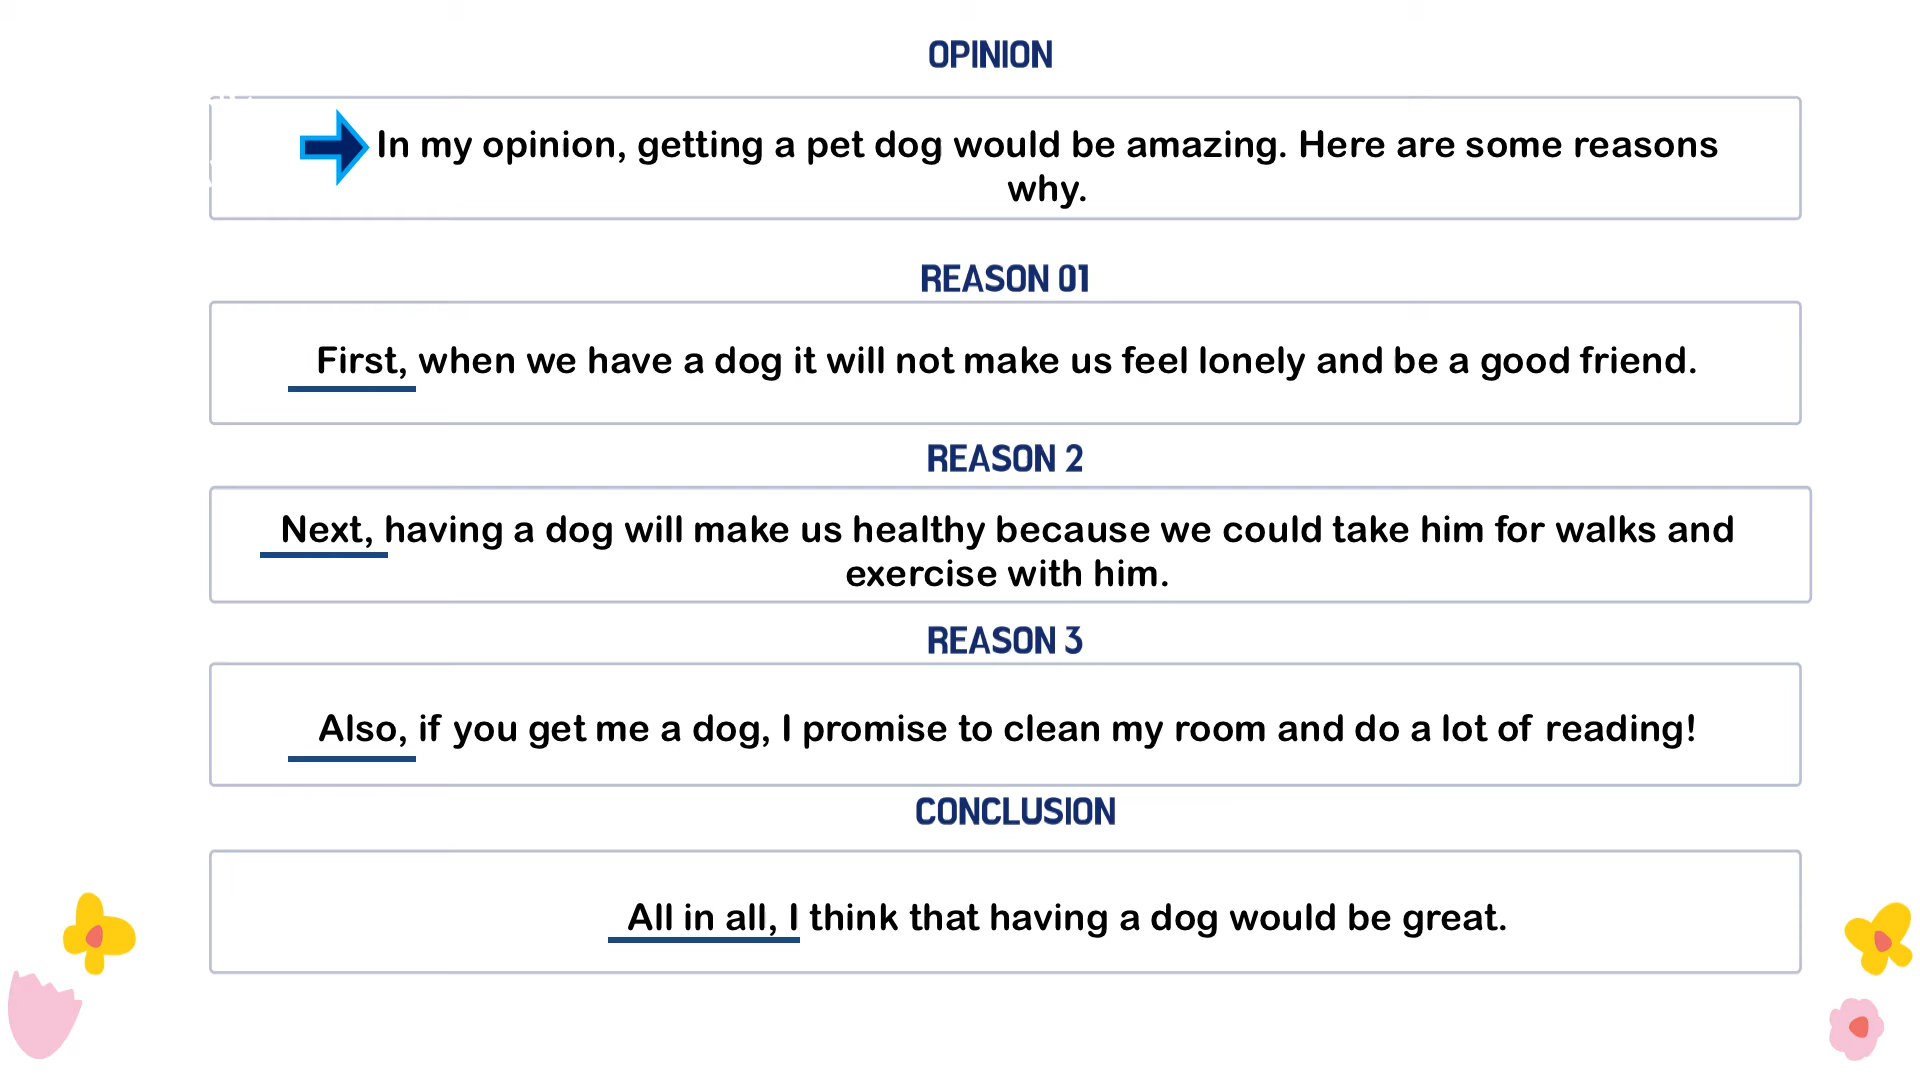 OPINION
In my opinion, getting a pet dog would be amazing. Here are some reasons
why.
REASON 01
First, when we have a dog it will not make us feel lonely and be a good friend.
REASON 2
Next, having a dog will make us healthy because we could take him for walks and
exercise with him.
REASON 3
Also, if you get me a dog, I promise to clean my room and do a lot of reading!
CONCLUSION
All in all, I think that having a dog would be great.